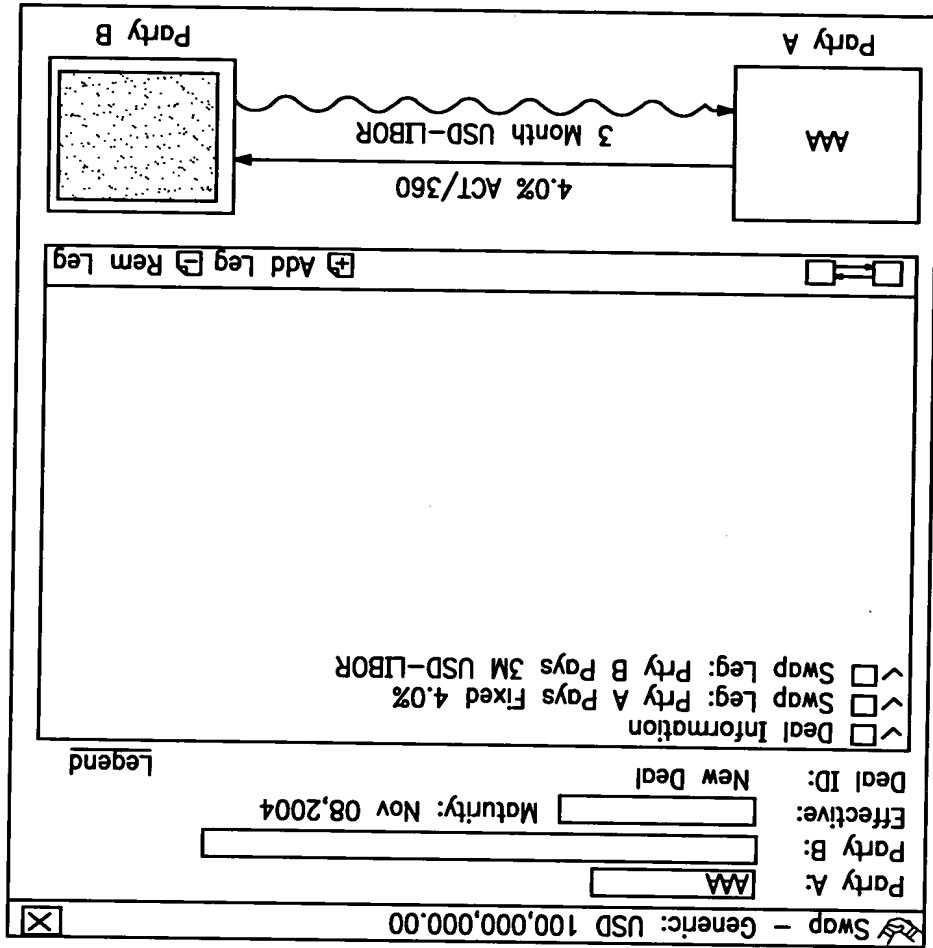 Swap – Generic: USD 100,000,000.00
Party A: AAA
Party B:
Effective: Maturity: Nov 08,2004
Deal ID: New Deal
Legend
Deal Information
Swap Leg: Prty A Pays Fixed 4.0%
Swap Leg: Prty B Pays 3M USD–LIBOR
Add Leg Rem Leg
4.0% ACT/360
AAA
3 Month USD–LIBOR
Party A Party B